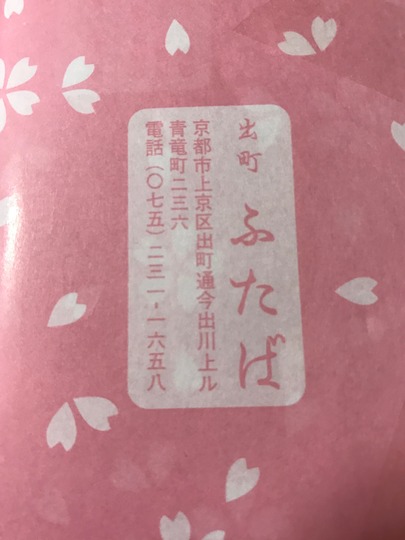 出町 ふたば
京都市上京区出町通今出川上ル
青竜町二三六
電話(〇七五)二三一-一六五八